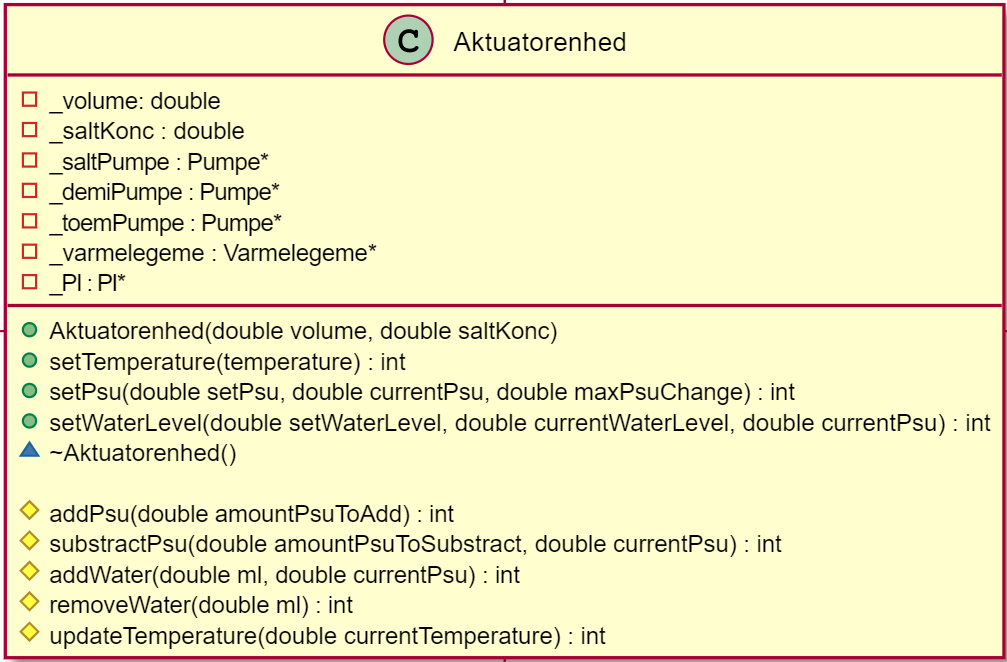 C Aktuatorenhed
_volume: double
_saltKonc : double
_saltPumpe : Pumpe*
_demiPumpe : Pumpe*
_toemPumpe : Pumpe*
_varmelegeme : Varmelegeme*
_PI : PI*
Aktuatorenhed(double volume, double saltKonc)
setTemperature(temperature) : int
setPsu(double setPsu, double currentPsu, double maxPsuChange) : int
setWaterLevel(double setWaterLevel, double currentWaterLevel, double currentPsu) : int
~Aktuatorenhed()
addPsu(double amountPsuToAdd) : int
substractPsu(double amountPsuToSubstract, double currentPsu) : int
addWater(double ml, double currentPsu) : int
removeWater(double ml) : int
updateTemperature(double currentTemperature) : int